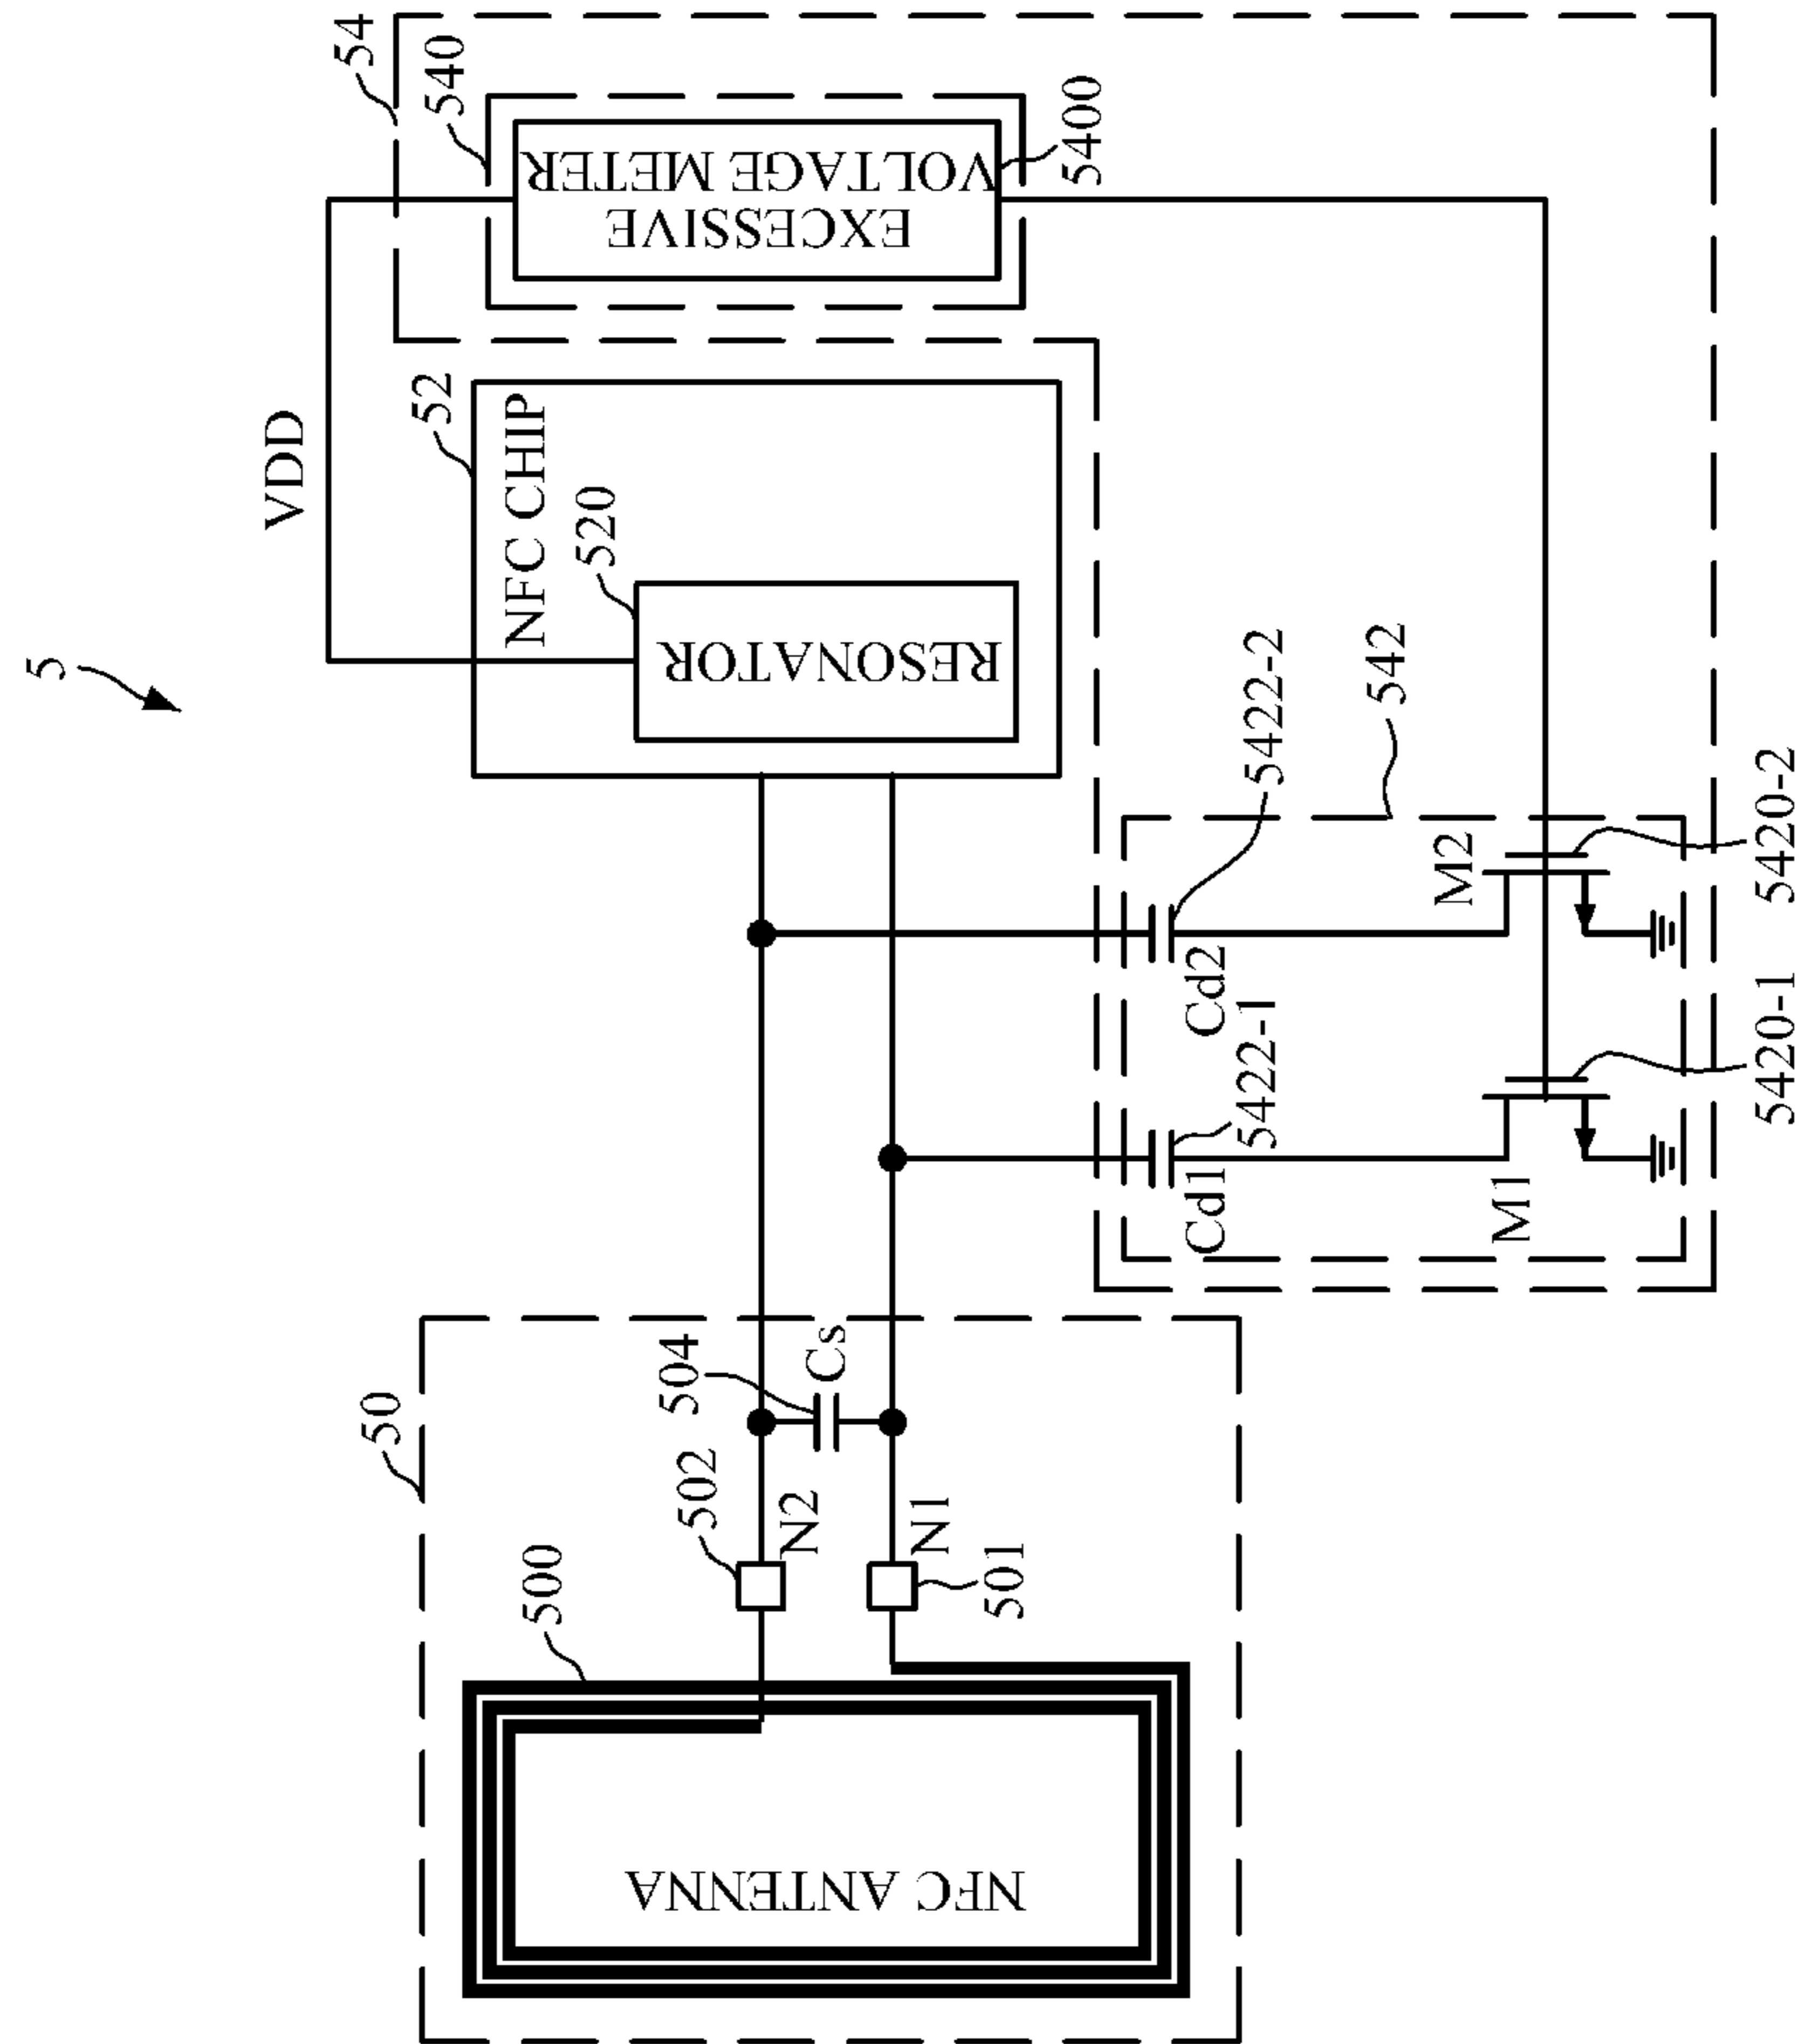 5
VDD
54
540
EXCESSIVE
VOLTAGE METER
5400
52
NFC CHIP
520
RESONATOR
50
500
NFC ANTENNA
502
N2
501
N1
504
Cs
542
Cd1
5422-1
Cd2
5422-2
M1
5420-1
M2
5420-2